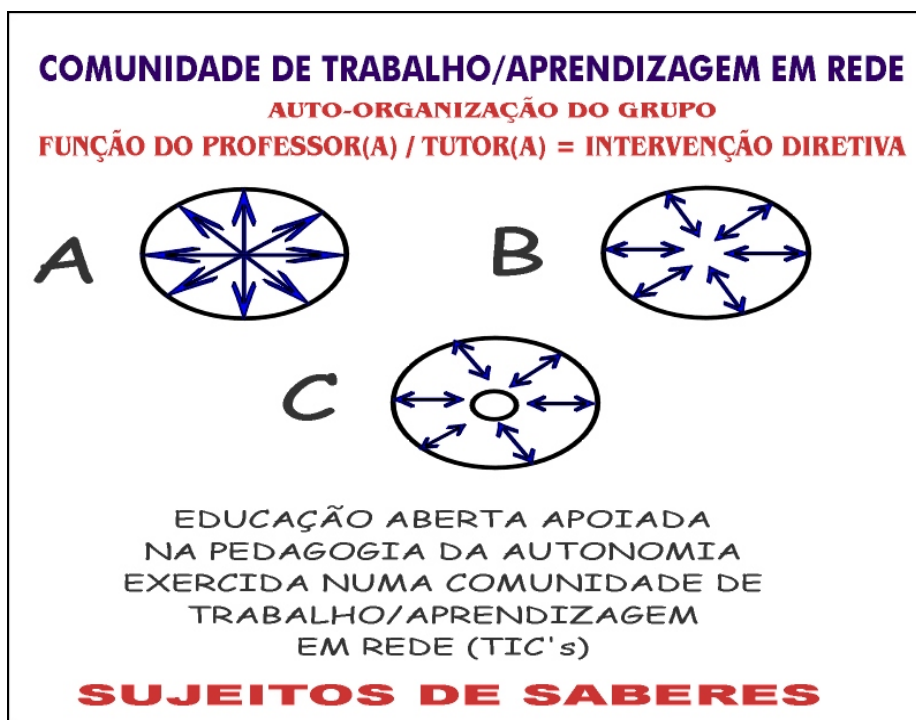 COMUNIDADE DE TRABALHO/APRENDIZAGEM EM REDE
AUTO-ORGANIZAÇÃO DO GRUPO
FUNÇÃO DO PROFESSOR(A) / TUTOR(A) = INTERVENÇÃO DIRETIVA
A
B
C
EDUCAÇÃO ABERTA APOIADA
NA PEDAGOGIA DA AUTONOMIA
EXERCIDA NUMA COMUNIDADE DE
TRABALHO/APRENDIZAGEM
EM REDE (TIC's)
SUJEITOS DE SABERES